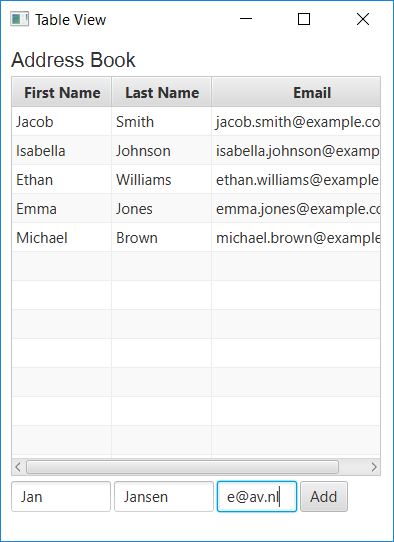 Table View
Address Book
First Name Last Name Email
Jacob Smith jacob.smith@example.co
Isabella Johnson isabella.johnson@examp
Ethan Williams ethan.williams@example
Emma Jones emma.jones@example.cc
Michael Brown michael.brown@example
Jan Jansen e@av.nl Add